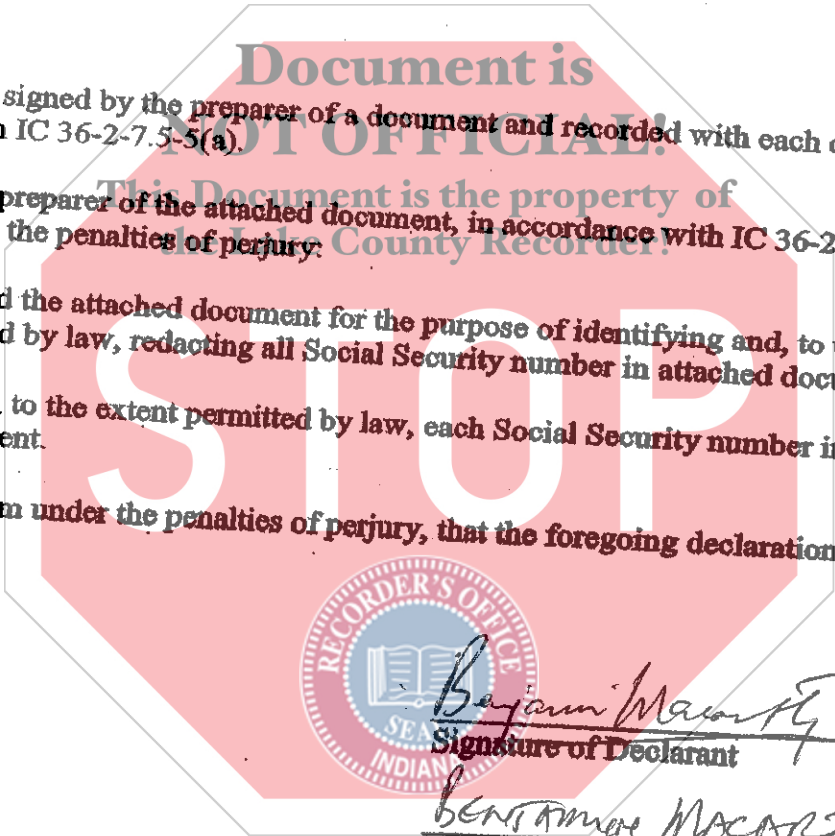 Document is
signed by the preparer of a document and recorded with each
NOT OFFICIAL!
IC 36-2-7.5-5(a).
This Document is the property of
preparer of the attached document, in accordance with IC 36-2
the Lake County Recorder!
the penalties of perjury:
the attached document for the purpose of identifying and, to
by law, redacting all Social Security number in attached docu
STOP
to the extent permitted by law, each Social Security number in
ent.
m under the penalties of perjury, that the foregoing declaration
RECORDER'S OFFICE
SEAL
INDIANA
Signature of Declarant